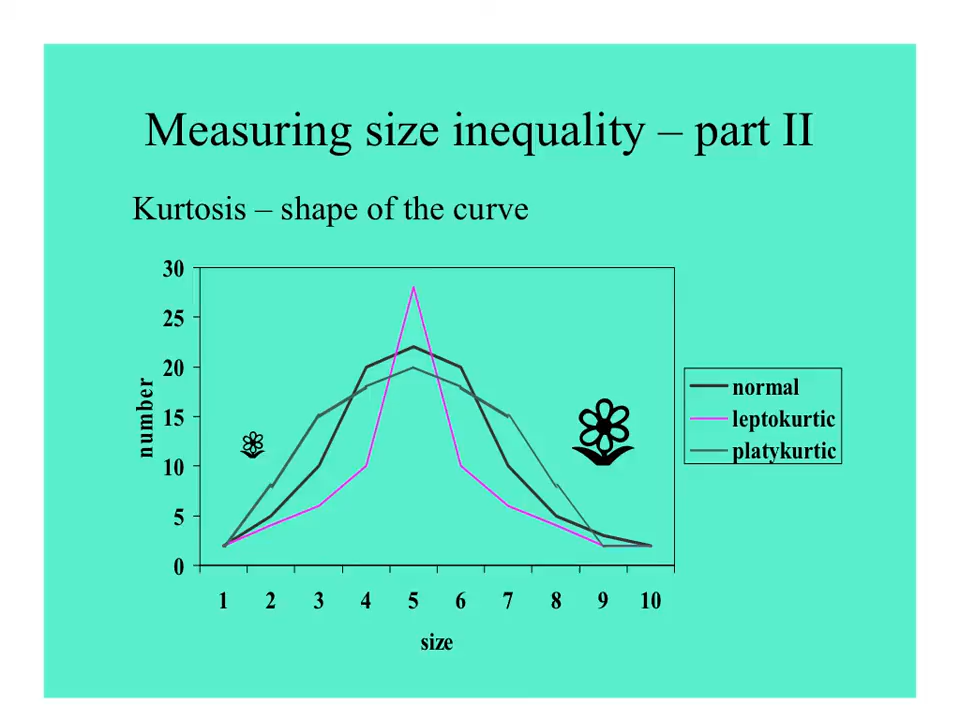 Measuring size inequality – part II
Kurtosis – shape of the curve
30
25
20
15
10
5
0
number
1 2 3 4 5 6 7 8 9 10
size
normal
leptokurtic
platykurtic